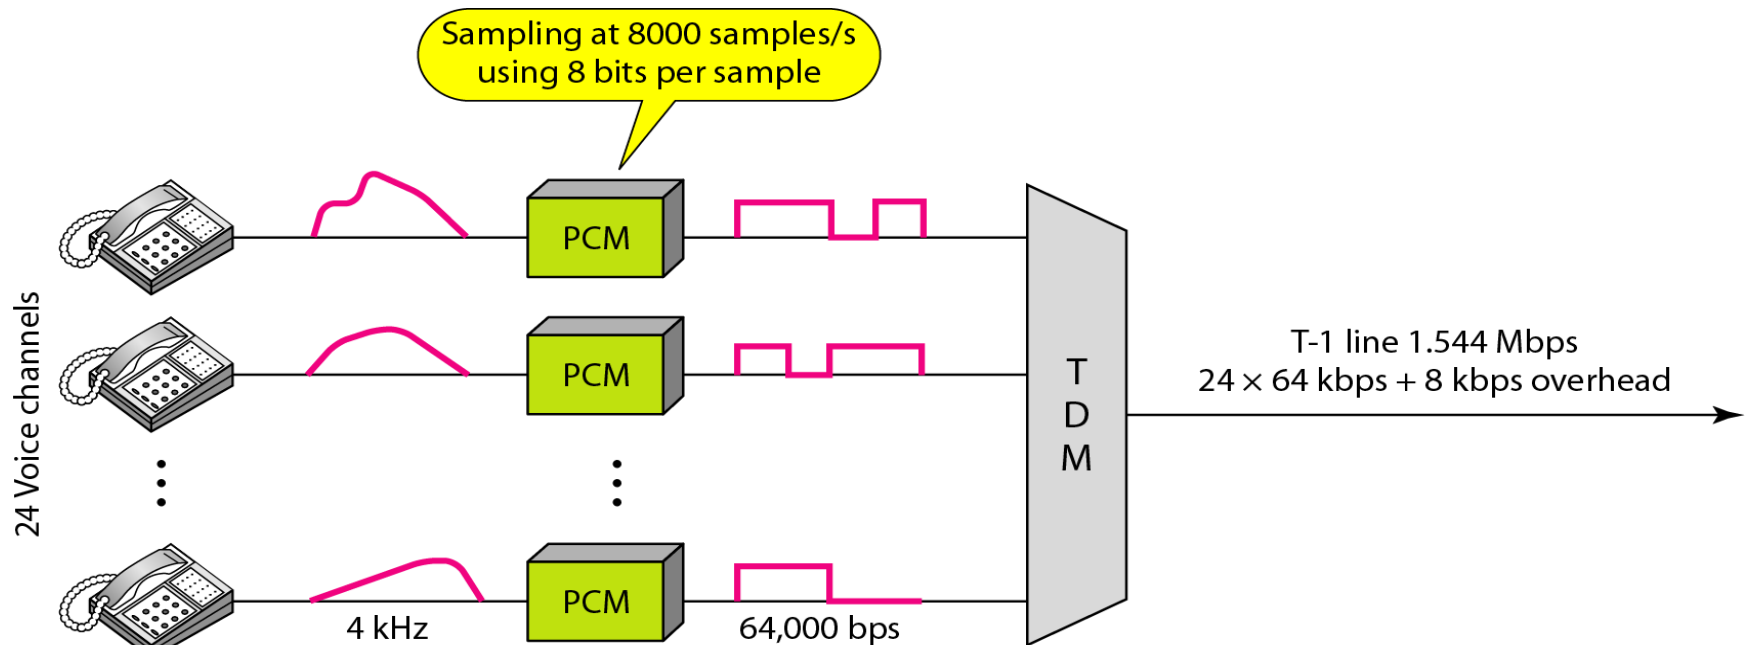 Sampling at 8000 samples/s
using 8 bits per sample
24 Voice channels
PCM
PCM
PCM
T
D
M
T-1 line 1.544 Mbps
24 × 64 kbps + 8 kbps overhead
4 kHz
64,000 bps